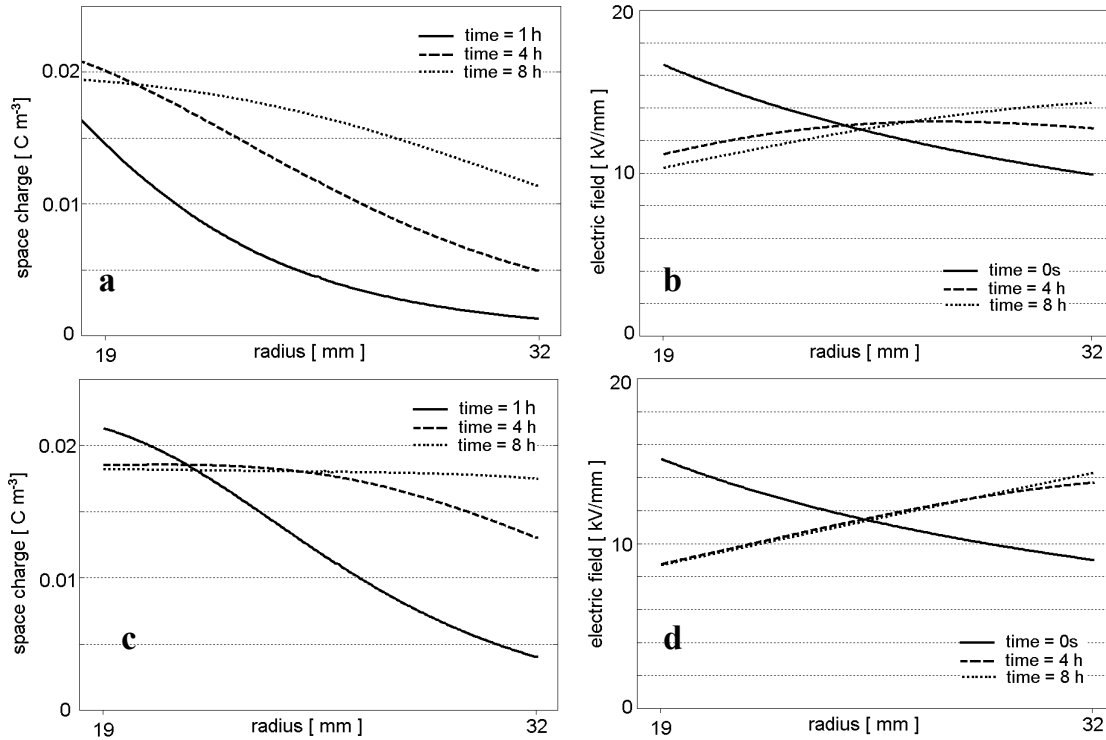 space charge [ C m-3]
0.02
0.01
0
time = 1 h
time = 4 h
time = 8 h
a
19
radius [ mm ]
32
electric field [ kV/mm ]
20
10
0
time = 0s
time = 4 h
time = 8 h
b
19
radius [ mm ]
32
space charge [ C m-3]
0.02
0.01
0
time = 1 h
time = 4 h
time = 8 h
c
19
radius [ mm ]
32
electric field [ kV/mm ]
20
10
0
time = 0s
time = 4 h
time = 8 h
d
19
radius [ mm ]
32